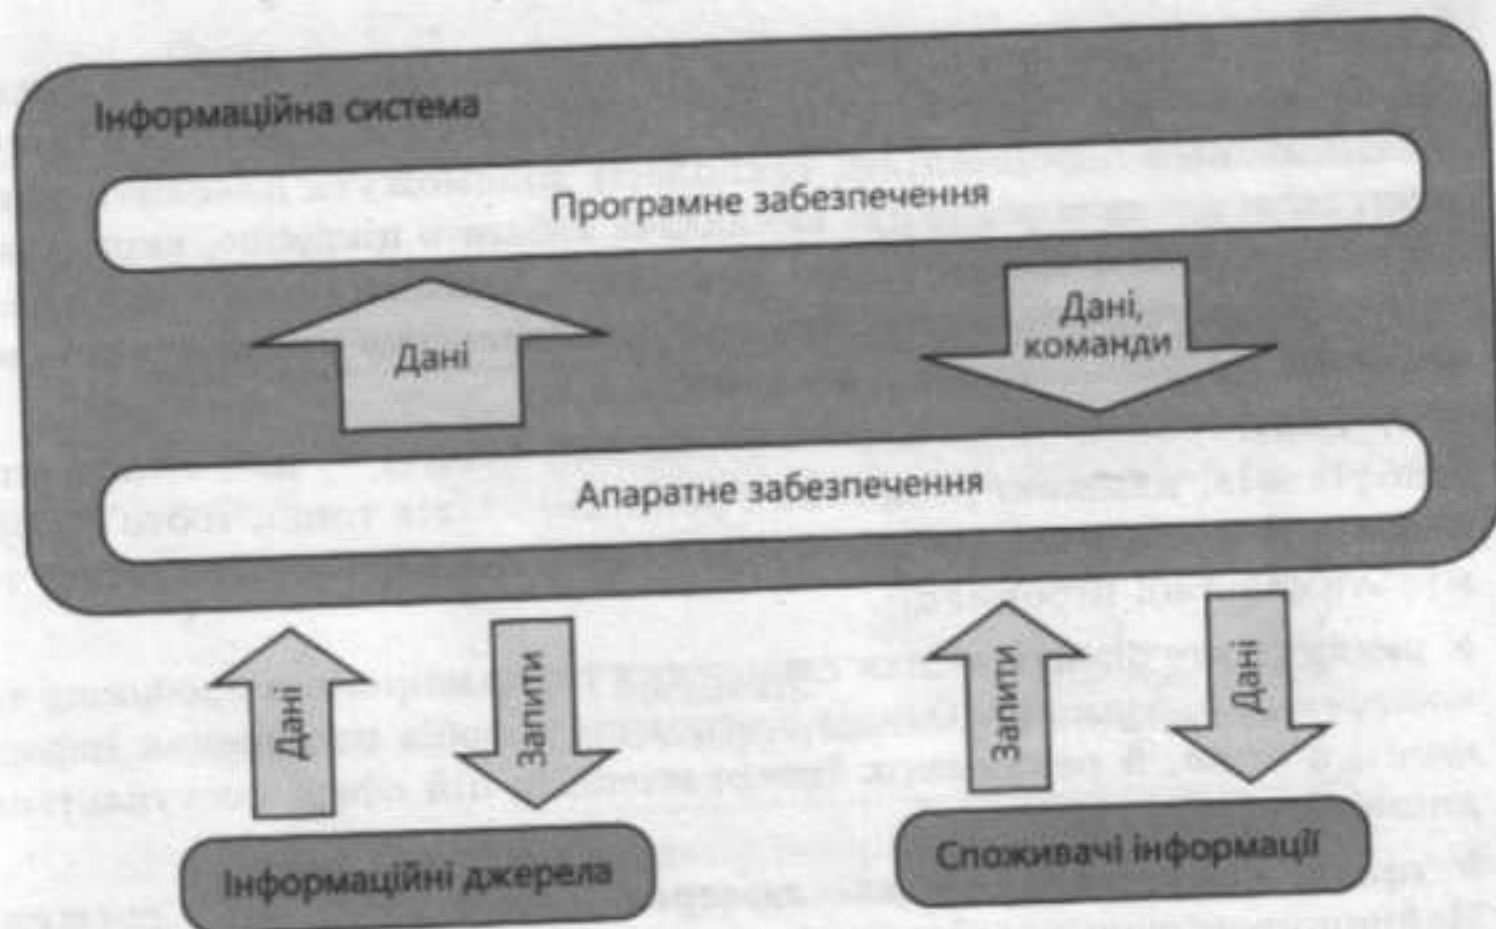 Інформаційна система
Програмне забезпечення
Дані
Дані,
команди
Апаратне забезпечення
Дані
Запити
Запити
Дані
Інформаційні джерела
Споживачі інформації